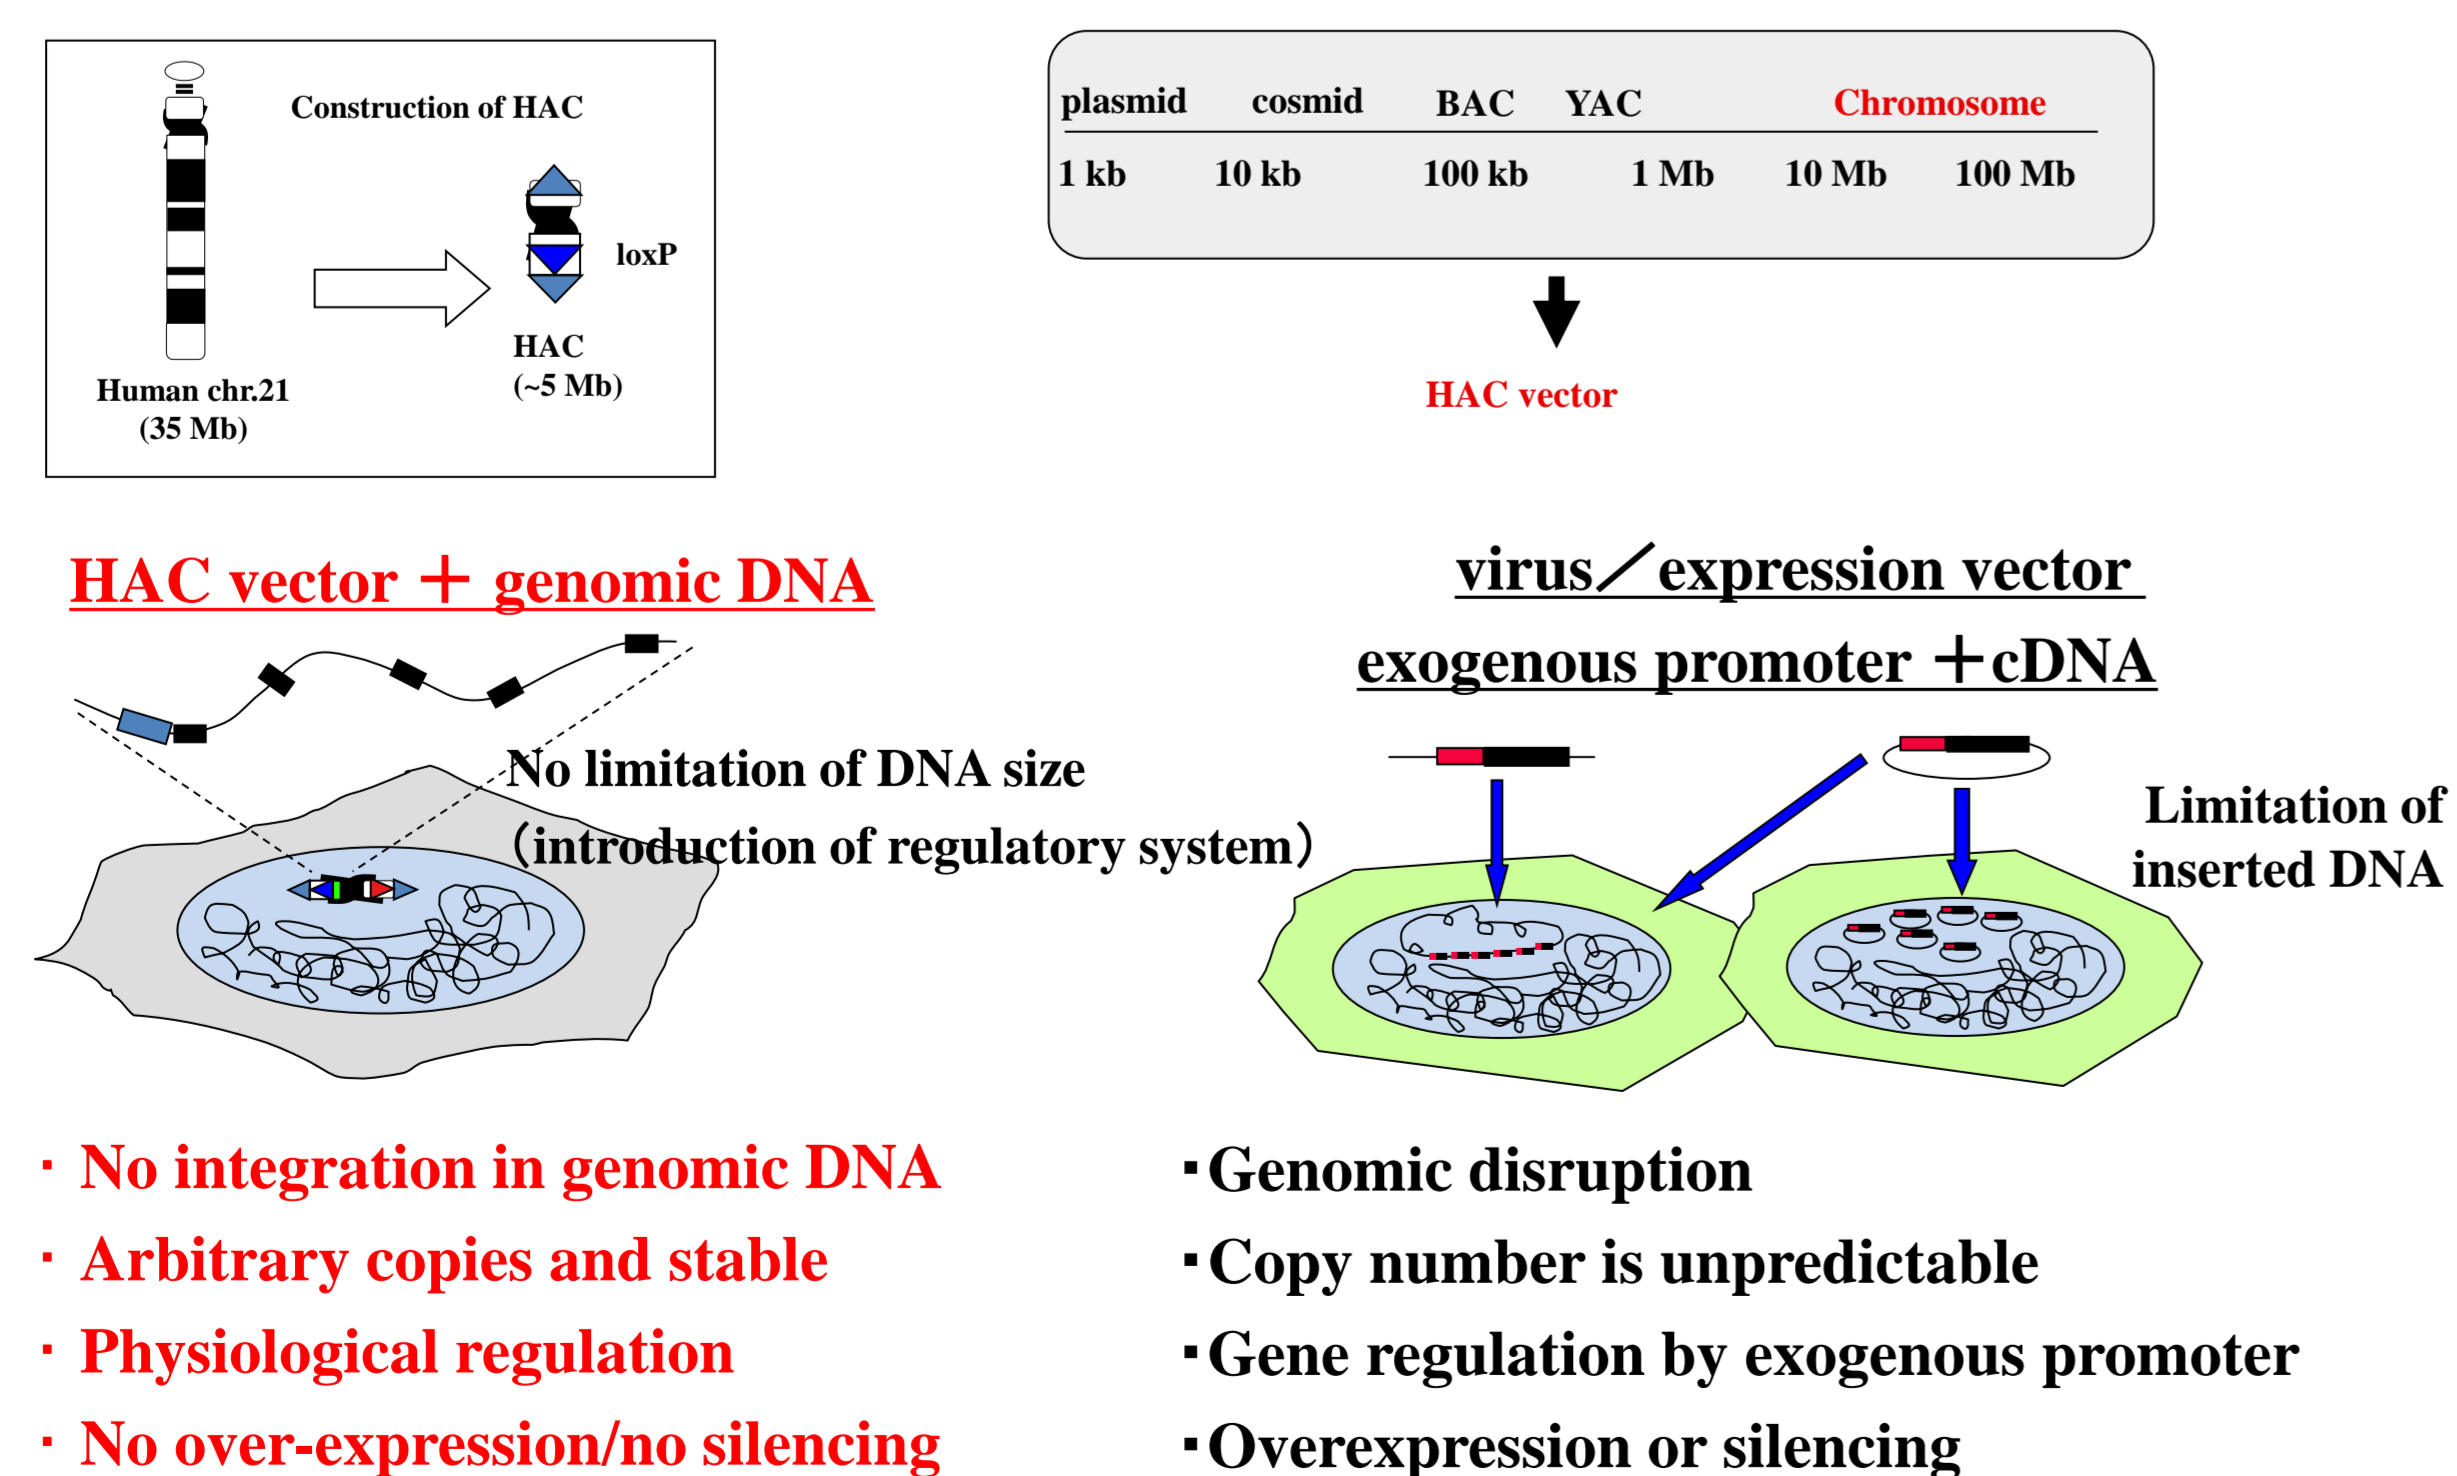 Construction of HAC
loxP
HAC
(~5 Mb)
Human chr.21
(35 Mb)
plasmid cosmid BAC YAC Chromosome
1 kb 10 kb 100 kb 1 Mb 10 Mb 100 Mb
HAC vector
HAC vector + genomic DNA
No limitation of DNA size
（introduction of regulatory system）
virus／expression vector
exogenous promoter +cDNA
Limitation of
inserted DNA
· No integration in genomic DNA
· Arbitrary copies and stable
· Physiological regulation
· No over-expression/no silencing
·Genomic disruption
·Copy number is unpredictable
·Gene regulation by exogenous promoter
·Overexpression or silencing